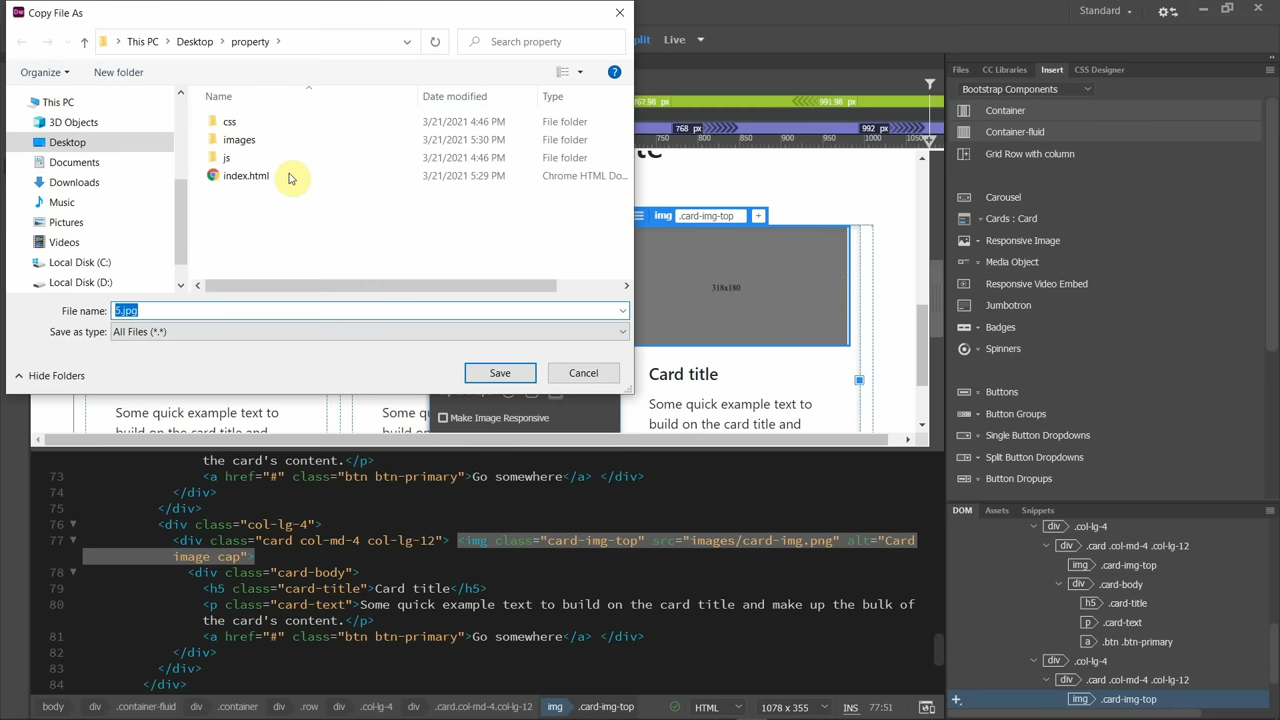 Copy File As
This PC > Desktop > property >
Search property
Organize
New folder
Name
Date modified
Type
This PC
3D Objects
Desktop
Documents
Downloads
Music
Pictures
Videos
Local Disk (C:)
Local Disk (D:)
css 3/21/2021 4:46 PM File folder
images 3/21/2021 5:30 PM File folder
js 3/21/2021 4:46 PM File folder
index.html 3/21/2021 5:29 PM Chrome HTML Do...
File name: 5.jpg
Save as type: All Files (*.*)
Hide Folders
Save
Cancel
Split
Live
Standard
767.98 px
991.98 px
768 px
992 px
750 800 850 900 950 1000
img .card-img-top +
318x180
Card title
Some quick example text to
build on the card title and
Some quick example text to
build on the card title and
Some qu
build on
Make Image Responsive
Files
CC Libraries
Insert
CSS Designer
Bootstrap Components
Container
Container-fluid
Grid Row with column
Carousel
Cards : Card
Responsive Image
Media Object
Responsive Video Embed
Jumbotron
Badges
Spinners
Buttons
Button Groups
Single Button Dropdowns
Split Button Dropdowns
Button Dropups
the card's content.</p>
73 <a href="#" class="btn btn-primary">Go somewhere</a> </div>
74 </div>
75 </div>
76 <div class="col-lg-4">
77 <div class="card col-md-4 col-lg-12"> <img class="card-img-top" src="images/card-img.png" alt="Card
image cap">
78 <div class="card-body">
79 <h5 class="card-title">Card title</h5>
80 <p class="card-text">Some quick example text to build on the card title and make up the bulk of
the card's content.</p>
81 <a href="#" class="btn btn-primary">Go somewhere</a> </div>
82 </div>
83 </div>
84 </div>
DOM
Assets
Snippets
div .col-lg-4
div .card .col-md-4 .col-lg-12
img .card-img-top
div .card-body
h5 .card-title
p .card-text
a .btn .btn-primary
div .col-lg-4
div .card .col-md-4 .col-lg-12
img .card-img-top
body div .container-fluid div .container div .row div .col-lg-4 div .card.col-md-4.col-lg-12 img .card-img-top
HTML
1078 x 355
INS
77:51